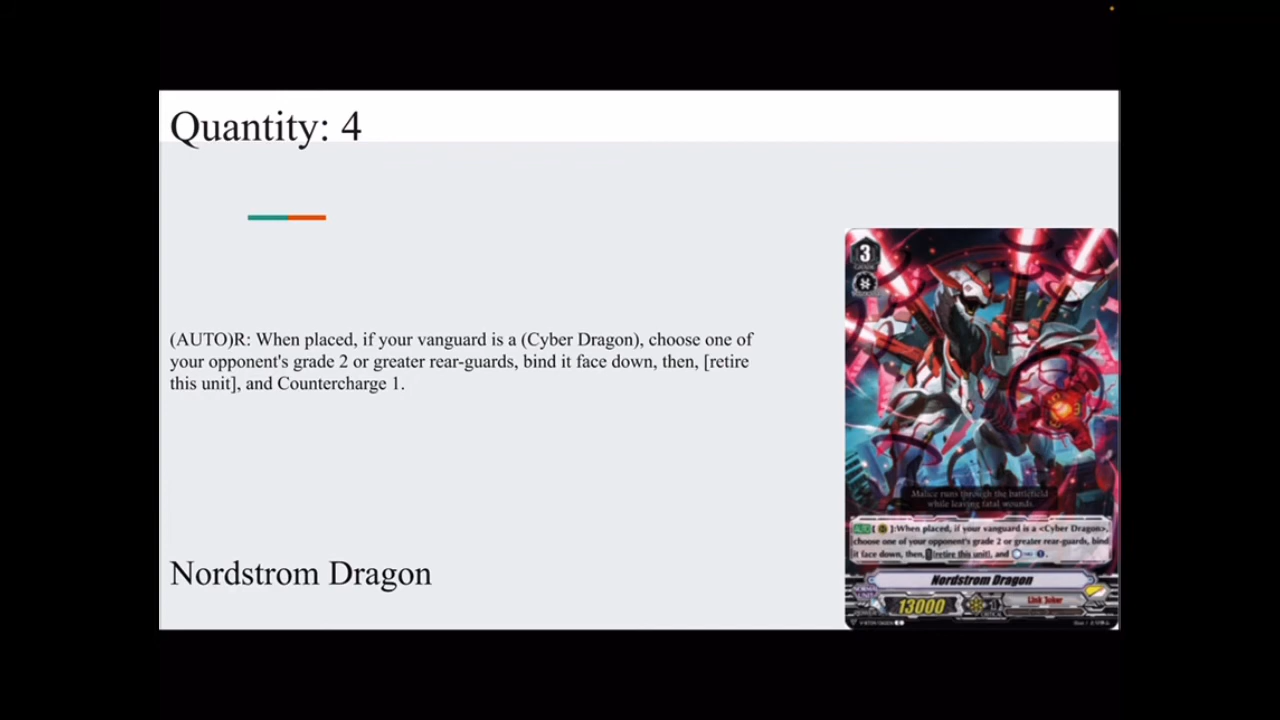 Quantity: 4
(AUTO)R: When placed, if your vanguard is a (Cyber Dragon), choose one of
your opponent's grade 2 or greater rear-guards, bind it face down, then, [retire
this unit], and Countercharge 1.
Nordstrom Dragon
3
Malice runs through the battlefield
while leaving fatal wounds.
:When placed, if your vanguard is a <Cyber Dragon>,
choose one of your opponent's grade 2 or greater rear-guards, bind
it face down, then, [retire this unit], and
Nordstrom Dragon
13000
Link Joker